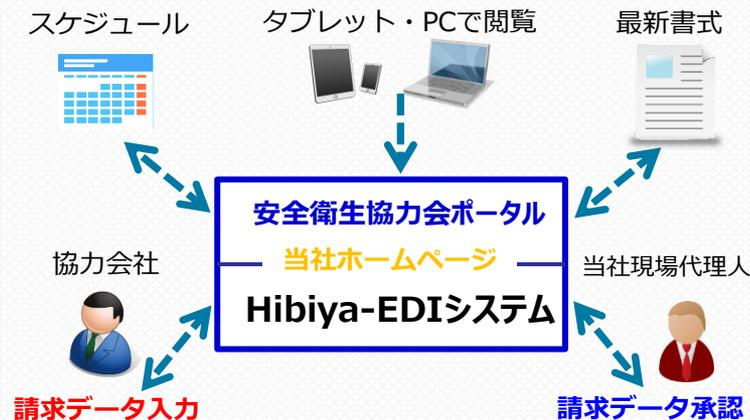 スケジュール
タブレット・PCで閲覧
最新書式
安全衛生協力会ポータル
当社ホームページ
Hibiya-EDIシステム
協力会社
当社現場代理人
請求データ入力
請求データ承認